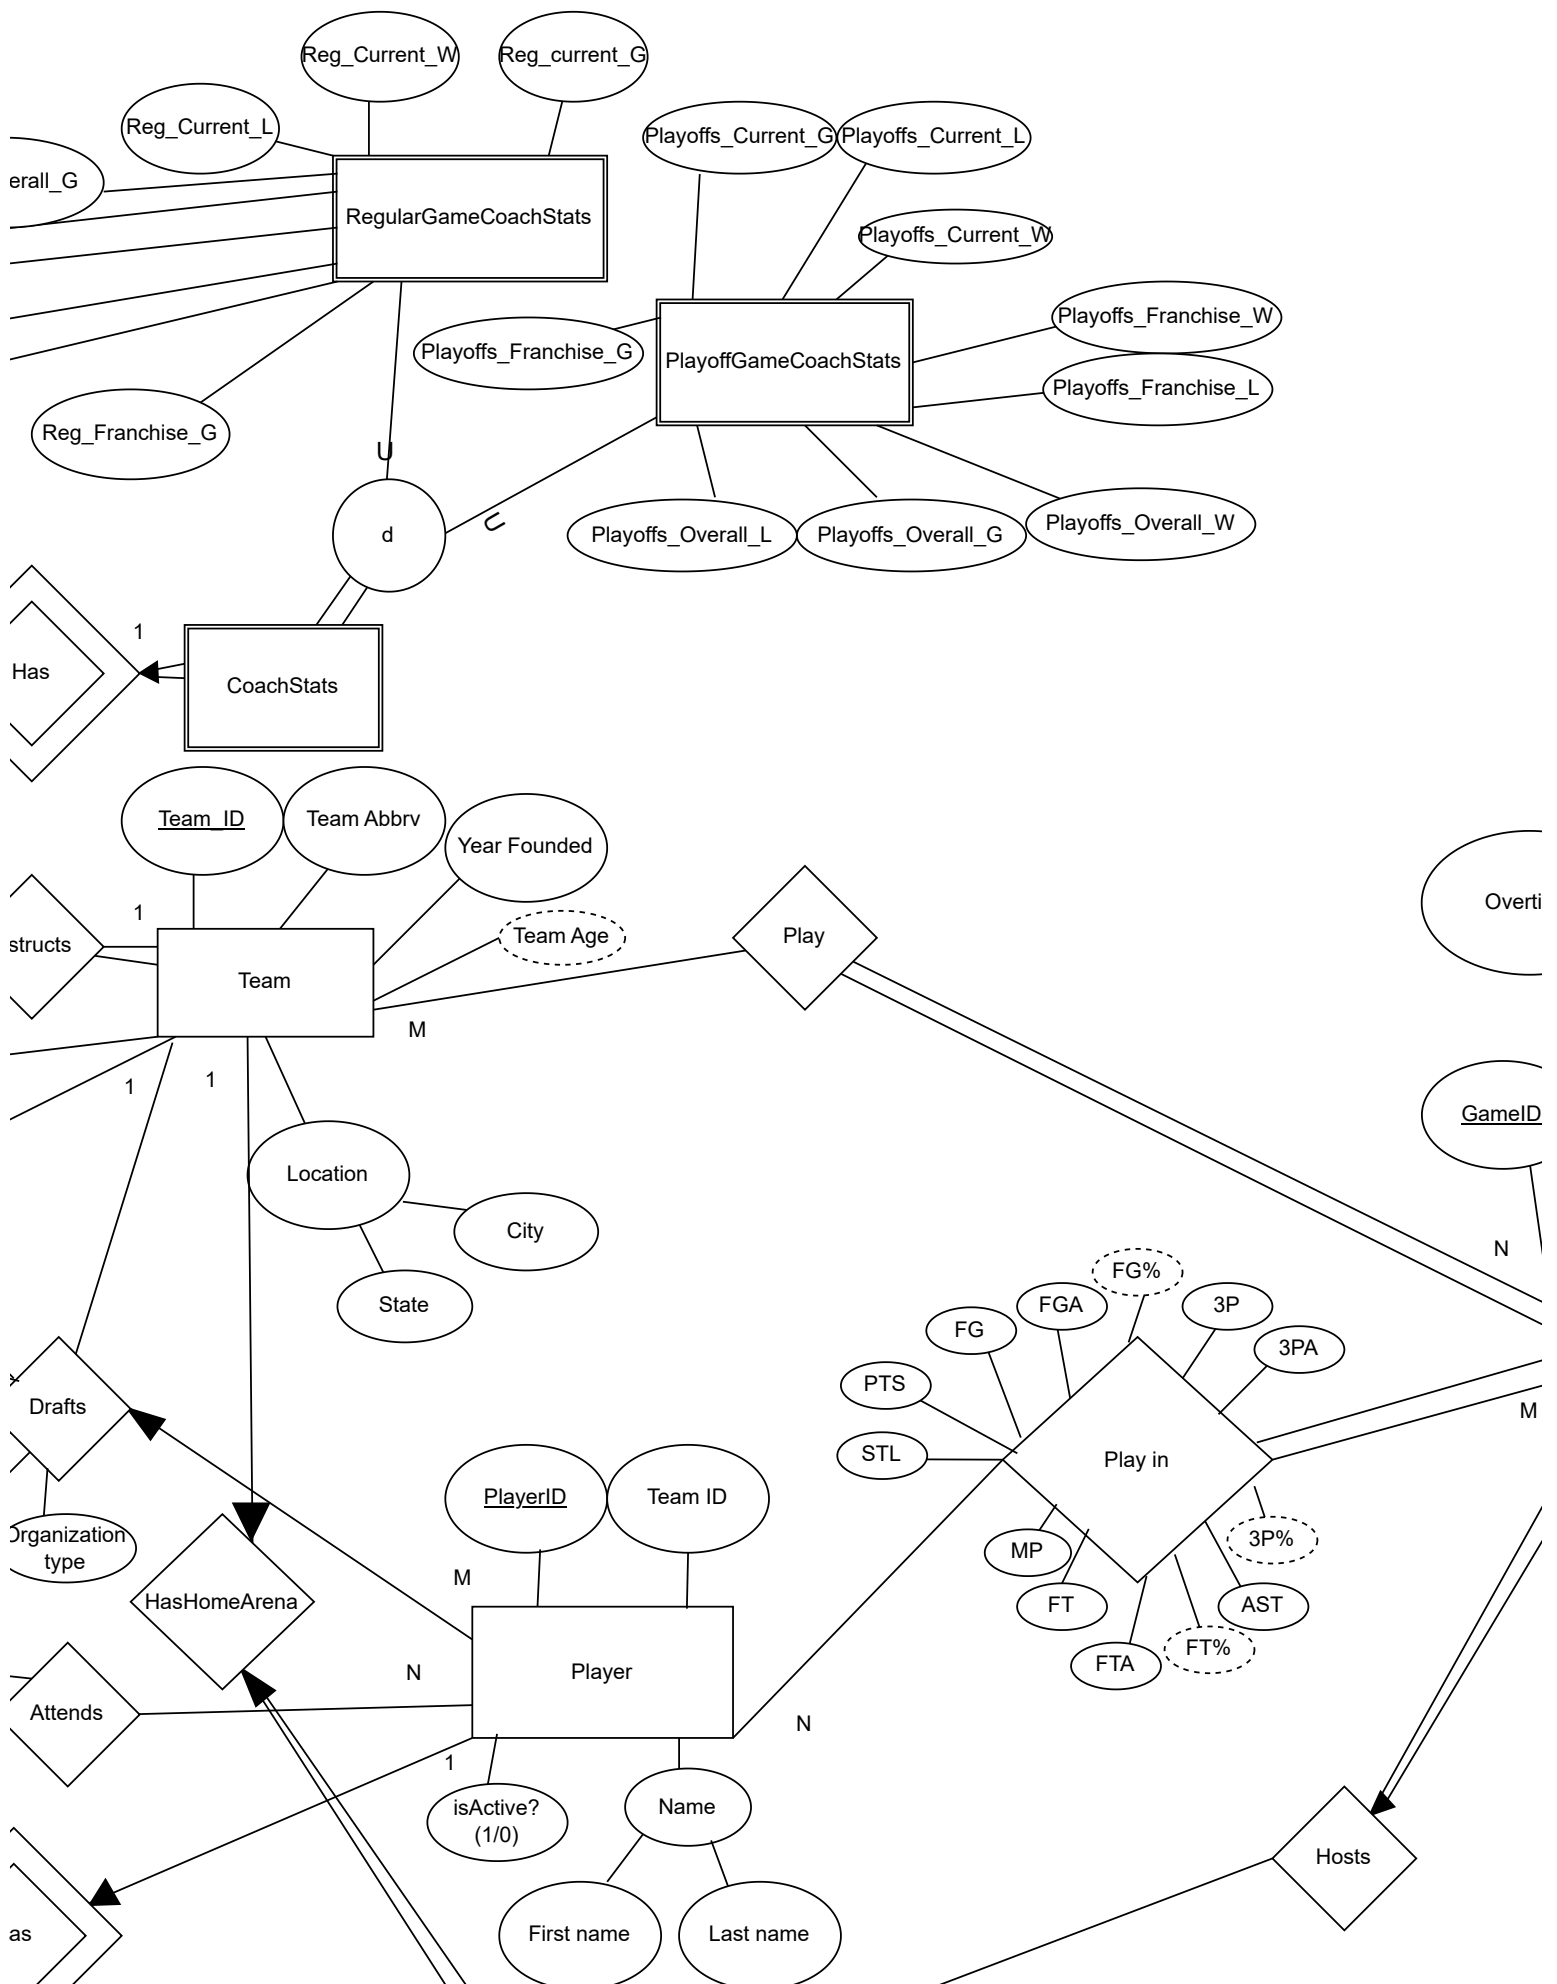 Reg_Current_W
Reg_current_G
Reg_Current_L
Playoffs_Current_G
Playoffs_Current_L
erall_G
RegularGameCoachStats
Playoffs_Current_W
Playoffs_Franchise_W
Playoffs_Franchise_G
PlayoffGameCoachStats
Playoffs_Franchise_L
Reg_Franchise_G
U
U
d
Playoffs_Overall_L
Playoffs_Overall_G
Playoffs_Overall_W
1
Has
CoachStats
Team_ID
Team Abbrv
Year Founded
Overti
1
structs
Team Age
Play
Team
M
1
1
GameID
Location
City
N
State
FG%
FGA
3P
FG
3PA
PTS
Drafts
M
STL
Play in
PlayerID
Team ID
Organization
type
3P%
MP
M
HasHomeArena
FT
AST
FT%
FTA
N
Player
Attends
N
1
isActive?
(1/0)
Name
Hosts
as
First name
Last name